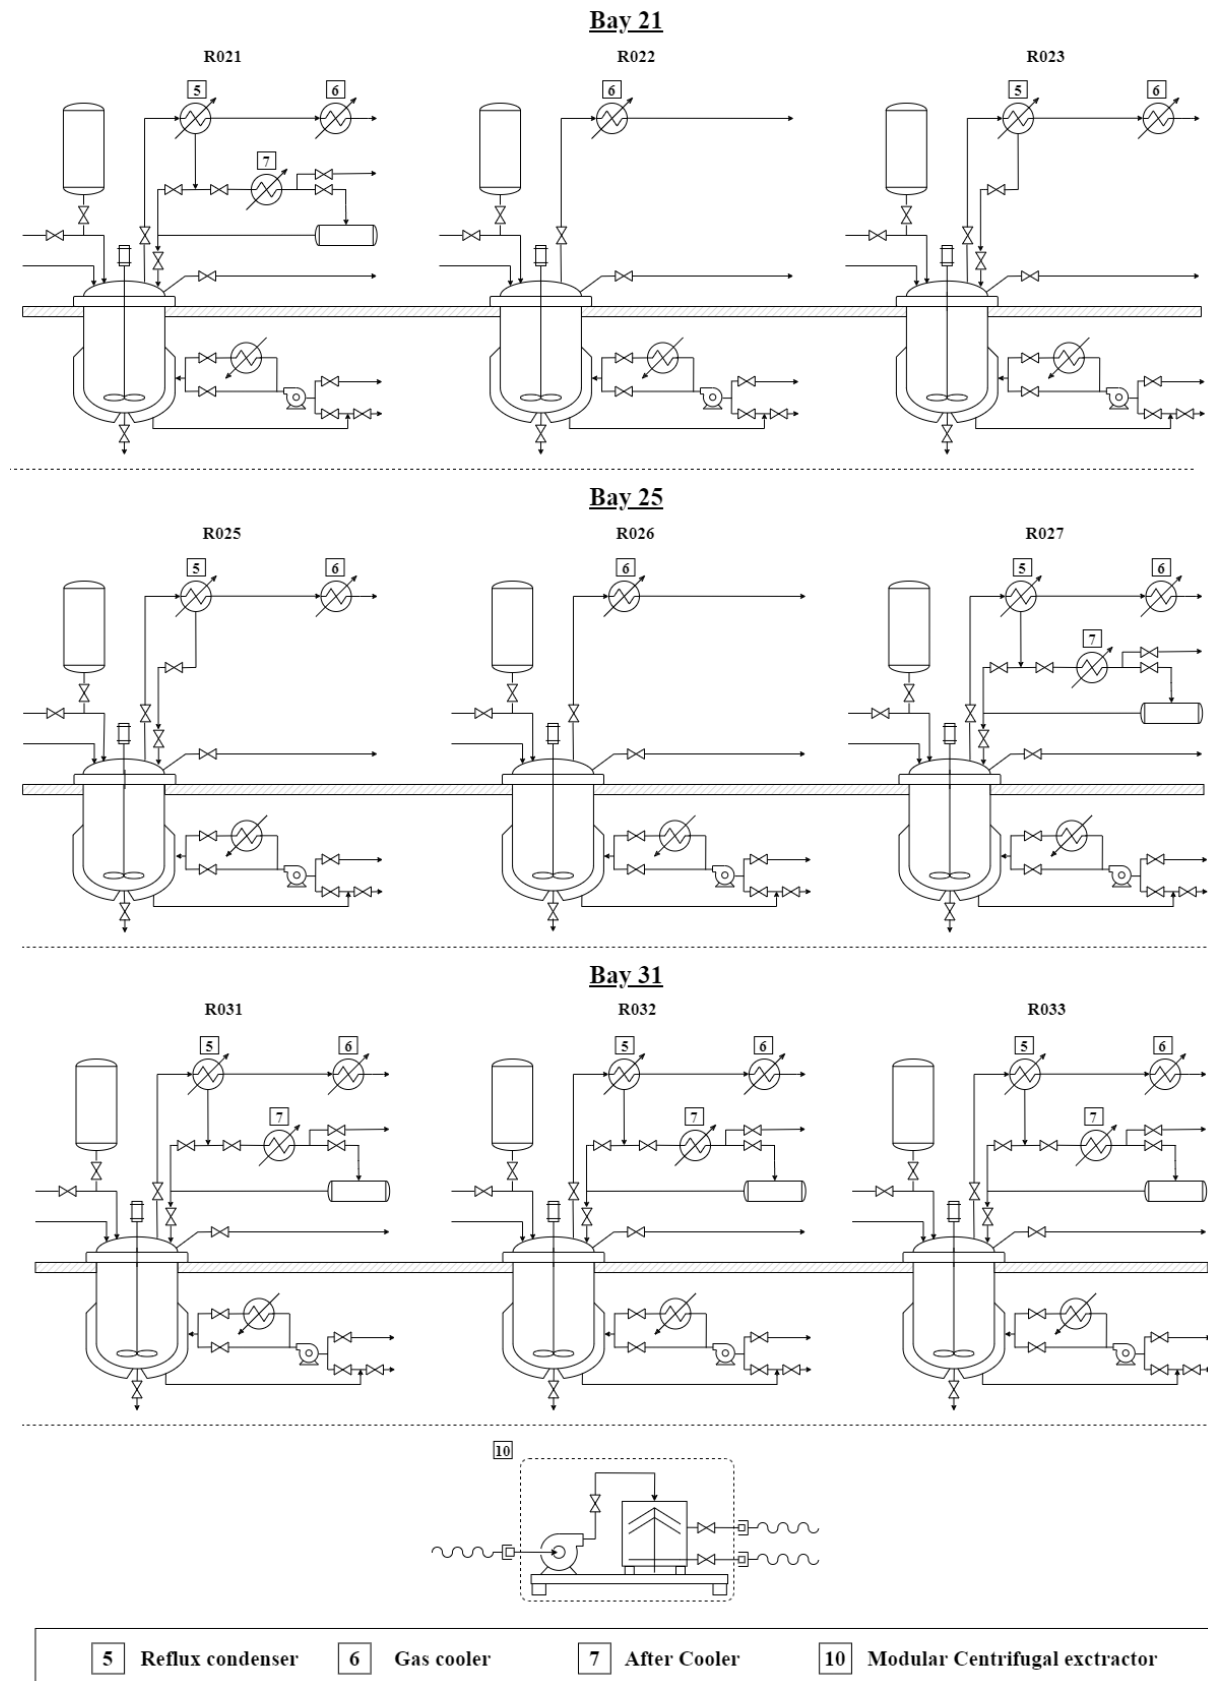 Bay 21
R021 R022 R023
5 6 6 5 6
7
Bay 25
R025 R026 R027
5 6 6 5 6
7
Bay 31
R031 R032 R033
5 6 5 6 5 6
7 7 7
10
5 Reflux condenser 6 Gas cooler 7 After Cooler 10 Modular Centrifugal exctractor